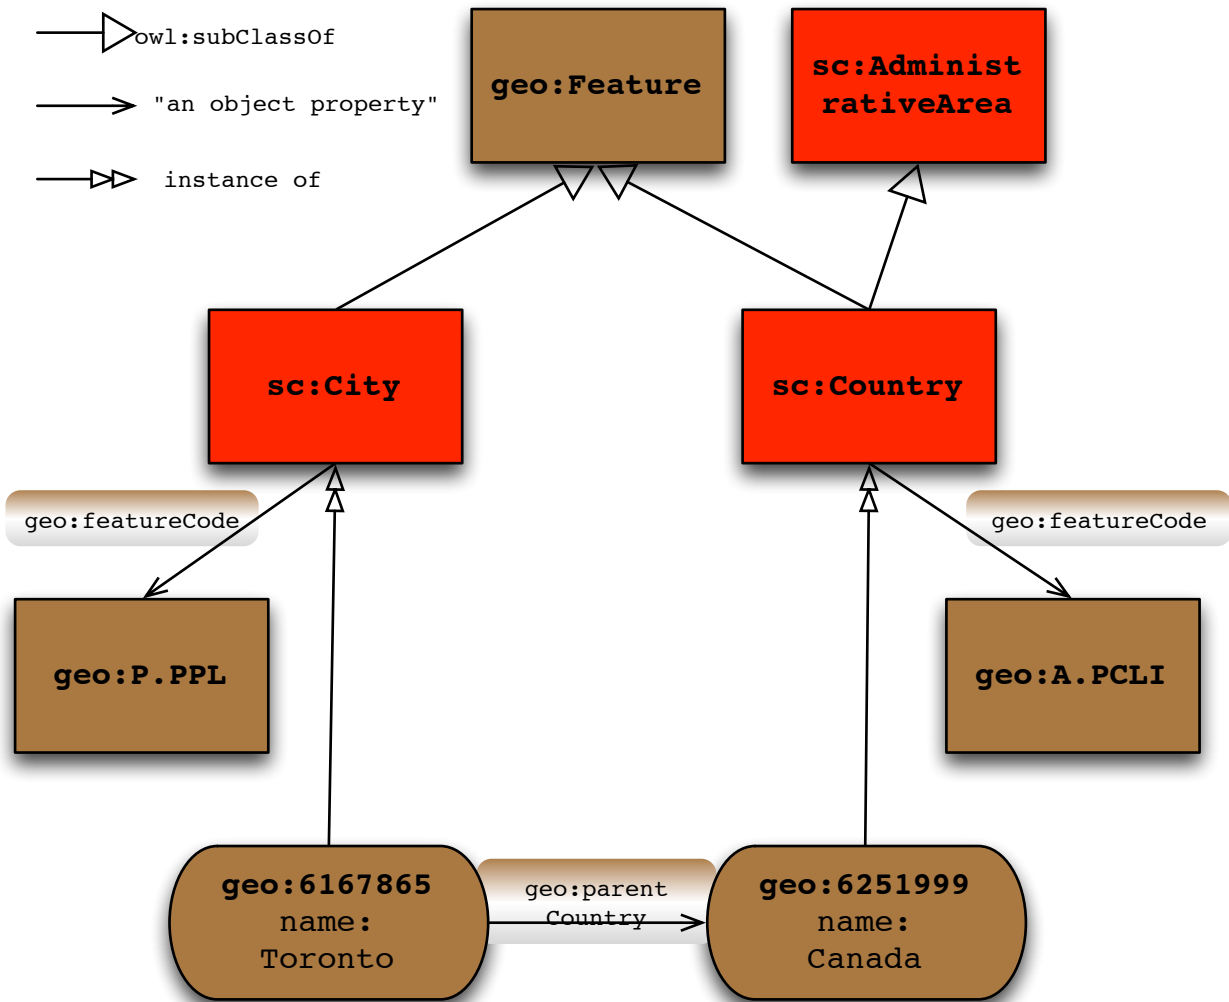 owl:subClassOf
"an object property"
instance of
geo:Feature
sc:Administ
rativeArea
sc:City
sc:Country
geo:featureCode
geo:featureCode
geo:P.PPL
geo:A.PCLI
geo:6167865
name:
Toronto
geo:parent
Country
geo:6251999
name:
Canada